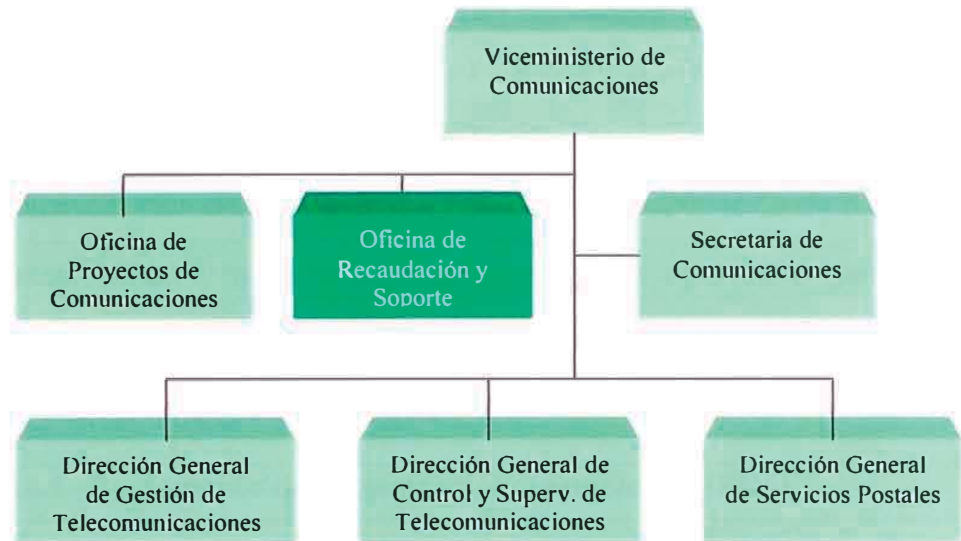 Viceministerio de
Comunicaciones
Oficina de
Proyectos de
Comunicaciones
Oficina de
Recaudación y
Soporte
Secretaria de
Comunicaciones
Dirección General
de Gestión de
Telecomunicaciones
Dirección General de
Control y Superv. de
Telecomunicaciones
Dirección General
de Servicios Postales